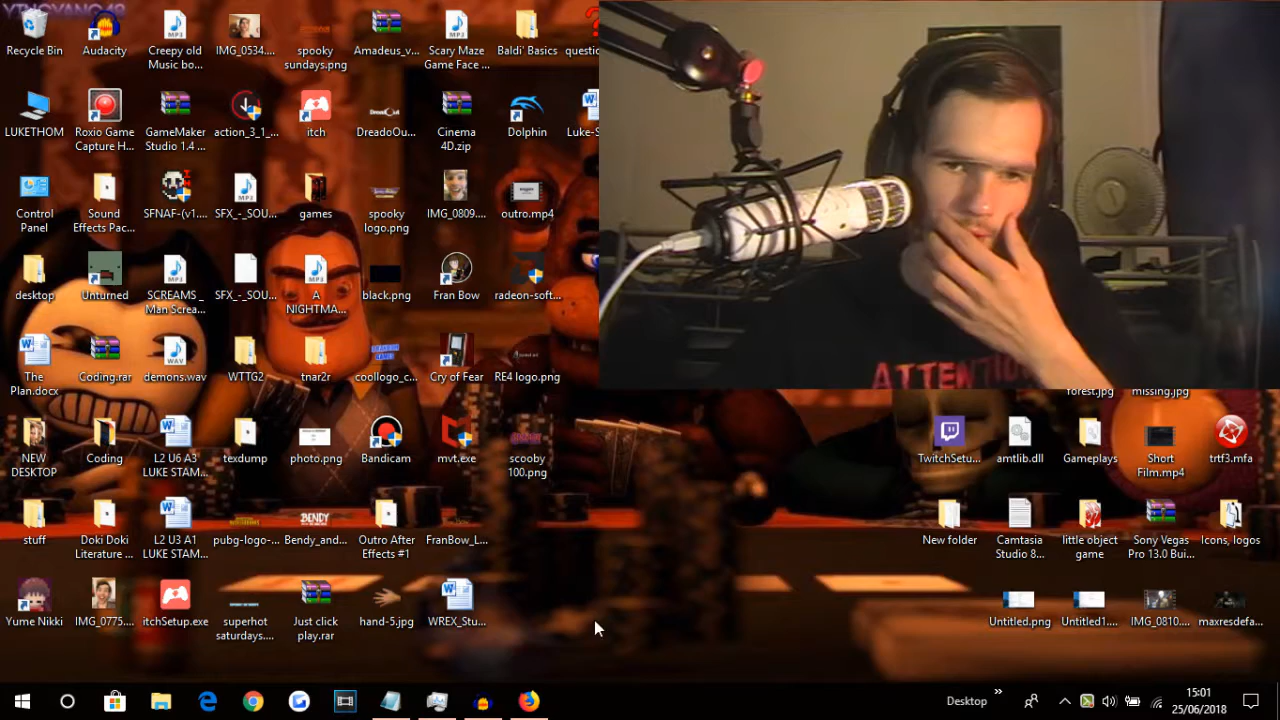 YTHOVANO48
Recycle Bin
Audacity
Creepy old
Music bo...
IMG_0534....
spooky
sundays.png
Amadeus_v...
Scary Maze
Game Face ...
Baldi' Basics
questic
LUKETHOM
Roxio Game
Capture H...
GameMaker
Studio 1.4 ...
action_3_1_...
itch
DreadoOu...
Cinema
4D.zip
Dolphin
Luke-S
Control
Panel
Sound
Effects Pac...
SFNAF-(v1....
SFX_-_SOU...
games
spooky
logo.png
IMG_0809....
outro.mp4
desktop
Unturned
SCREAMS _
Man Screa...
SFX_-_SOU...
A
NIGHTMA...
black.png
Fran Bow
radeon-soft...
The
Plan.docx
Coding.rar
demons.wav
WTTG2
tnar2r
coollogo_c...
Cry of Fear
RE4 logo.png
ATTENTION
forest.jpg
missing.jpg
NEW
DESKTOP
Coding
L2 U6 A3
LUKE STAM...
texdump
photo.png
Bandicam
mvt.exe
scooby
100.png
TwitchSetu...
amtlib.dll
Gameplays
Short
Film.mp4
trtf3.mfa
stuff
Doki Doki
Literature ...
L2 U3 A1
LUKE STAM...
pubg-logo-...
BENDY
Bendy_and...
Outro After
Effects #1
FranBow_L...
New folder
Camtasia
Studio 8...
little object
game
Sony Vegas
Pro 13.0 Bui...
Icons, logos
Yume Nikki
IMG_0775....
itchSetup.exe
superhot
saturdays....
Just click
play.rar
hand-5.jpg
WREX_Stu...
Untitled.png
Untitled1....
IMG_0810....
maxresdefa...
Desktop
15:01
25/06/2018